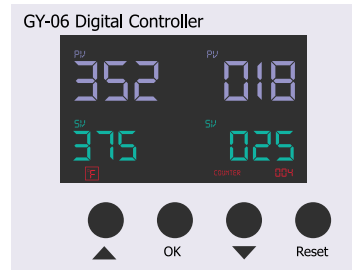 GY-06 Digital Controller
PV PV
352 018
SV SV
375 025
F COUNTER 004
OK Reset